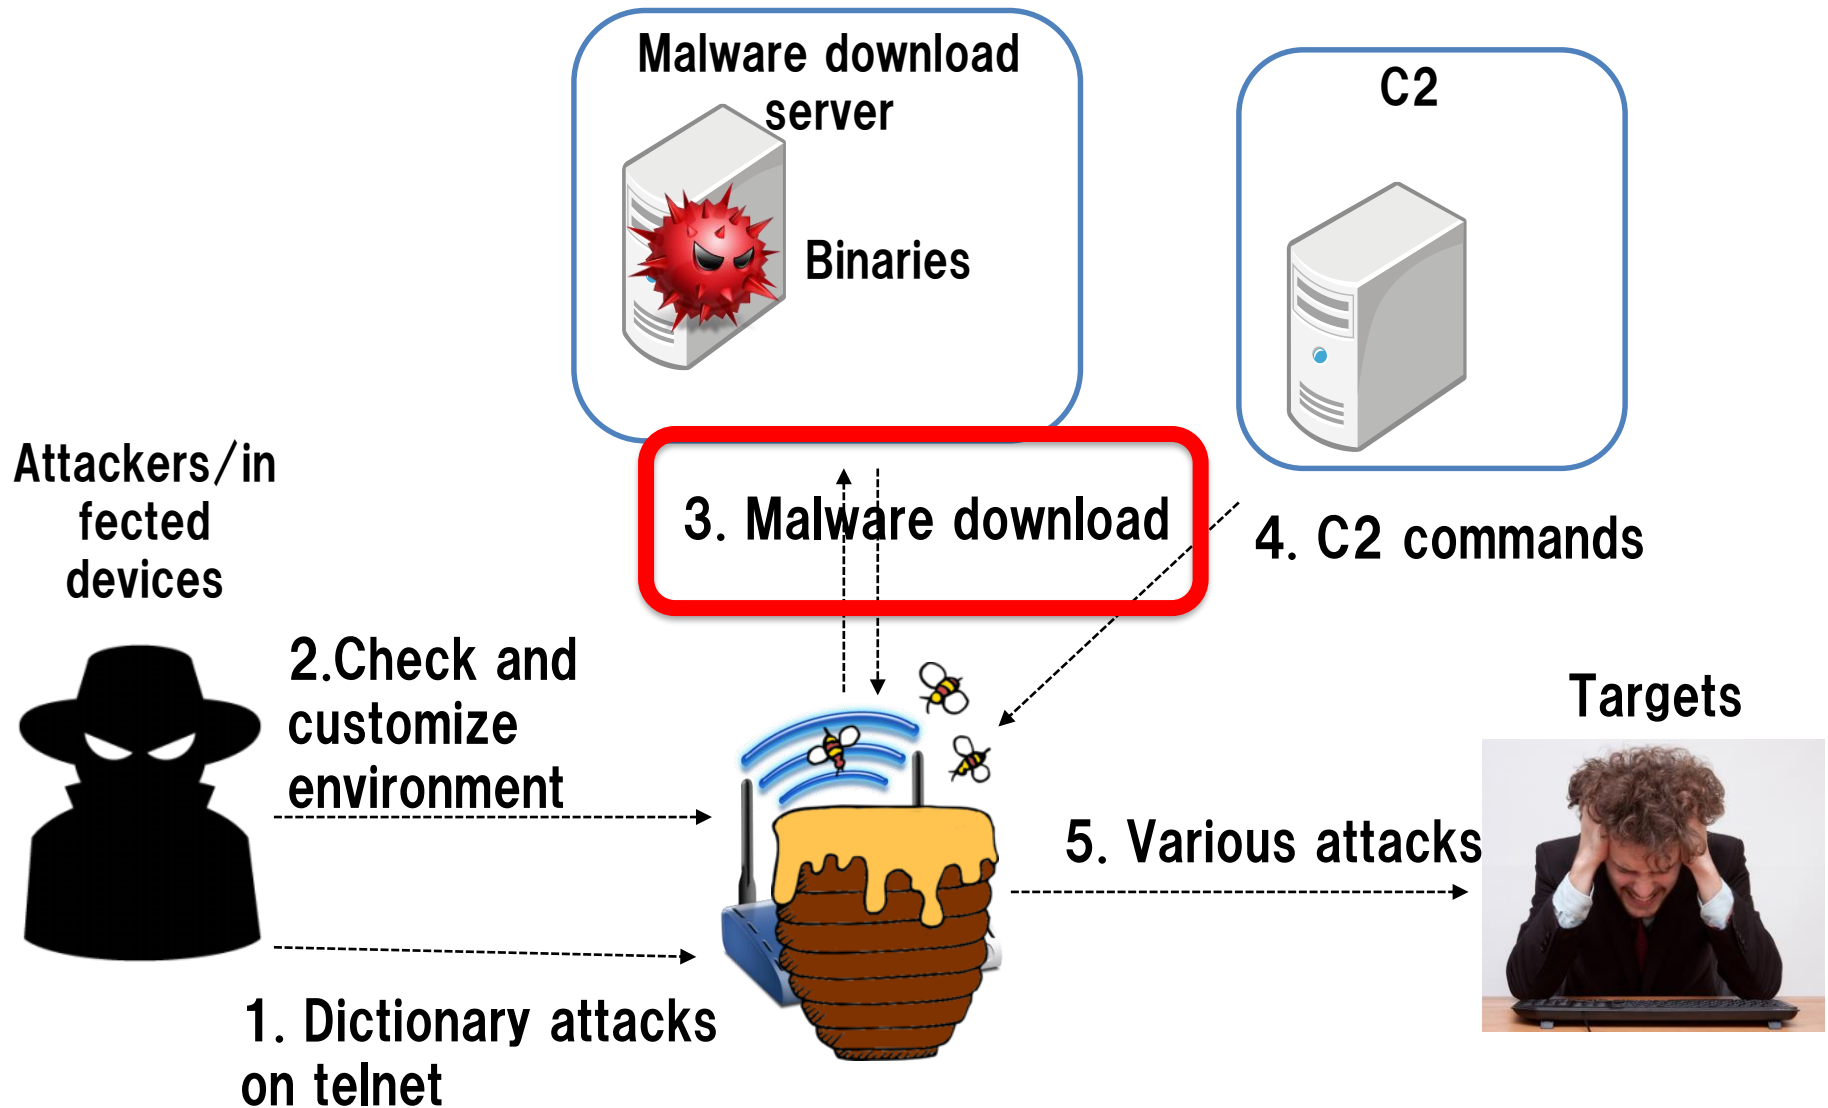 Malware download
server
Binaries
C2
Attackers/in
fected
devices
3. Malware download
4. C2 commands
2.Check and
customize
environment
Targets
5. Various attacks
1. Dictionary attacks
on telnet